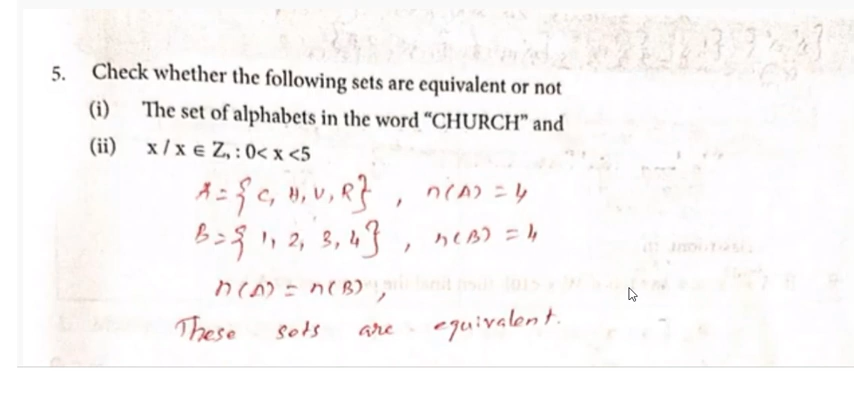 5. Check whether the following sets are equivalent or not
(i) The set of alphabets in the word “CHURCH” and
(ii) x / x ∈ Z, : 0< x <5
A = { C, H, U, R } , n(A) = 4
B = { 1, 2, 3, 4 } , n(B) = 4
n(A) = n(B) ,
These sets are equivalent.